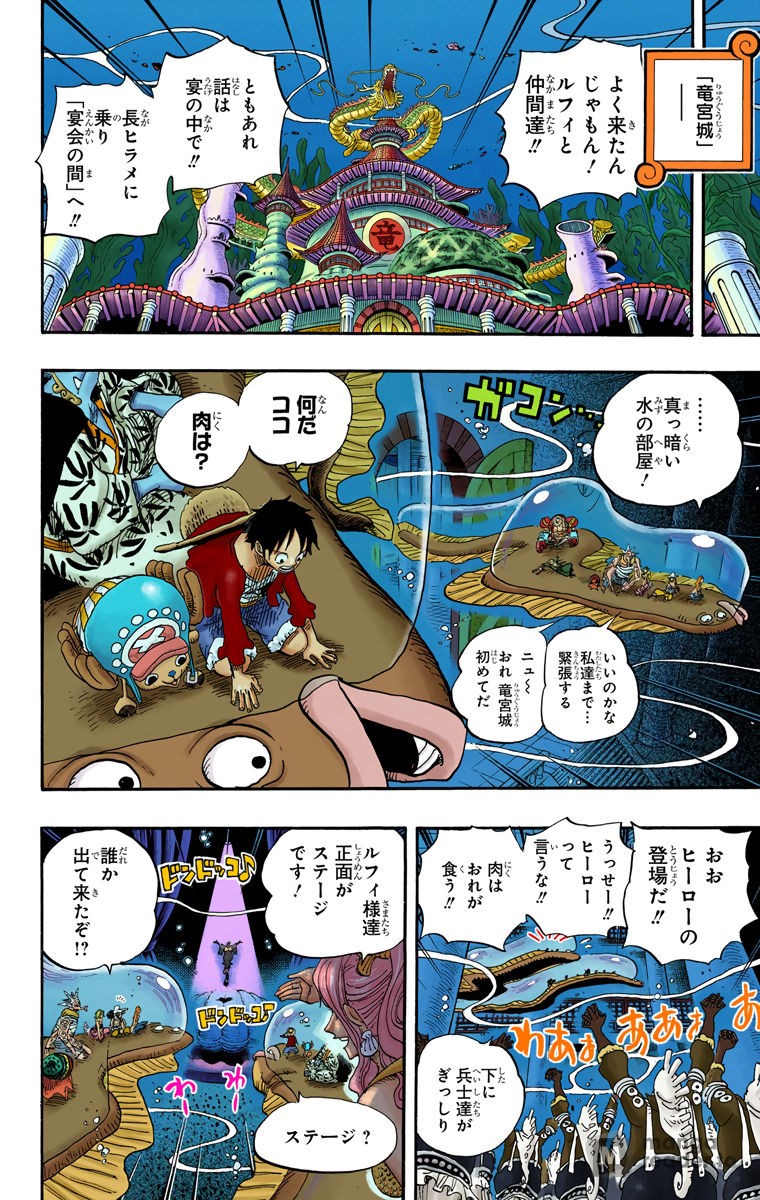 「竜宮城」
――
よく来たん
じゃもん!
ルフィと
仲間達!!
ともあれ
話は
宴の中で!!
長ヒラメに
乗り
「宴会の間」へ!!
……
真っ暗い
水の部屋!
ガコン…
何だ
ココ
肉は?
いいのかな
私達まで…
緊張する
ニュ〜
おれ 竜宮城
初めてだ
おお
ヒーローの
登場だ!!
うっせー!!
ヒーロー
って
言うな!!
肉は
おれが
食う!!
わあぁ
あぁぁ
あぁぁ
下に
兵士達が
ぎっしり
ルフィ様達
正面が
ステージ
です!
ドンドッコ♪
誰か
出て来たぞ!?
ドンドッコ♪
わー
わー
ステージ?